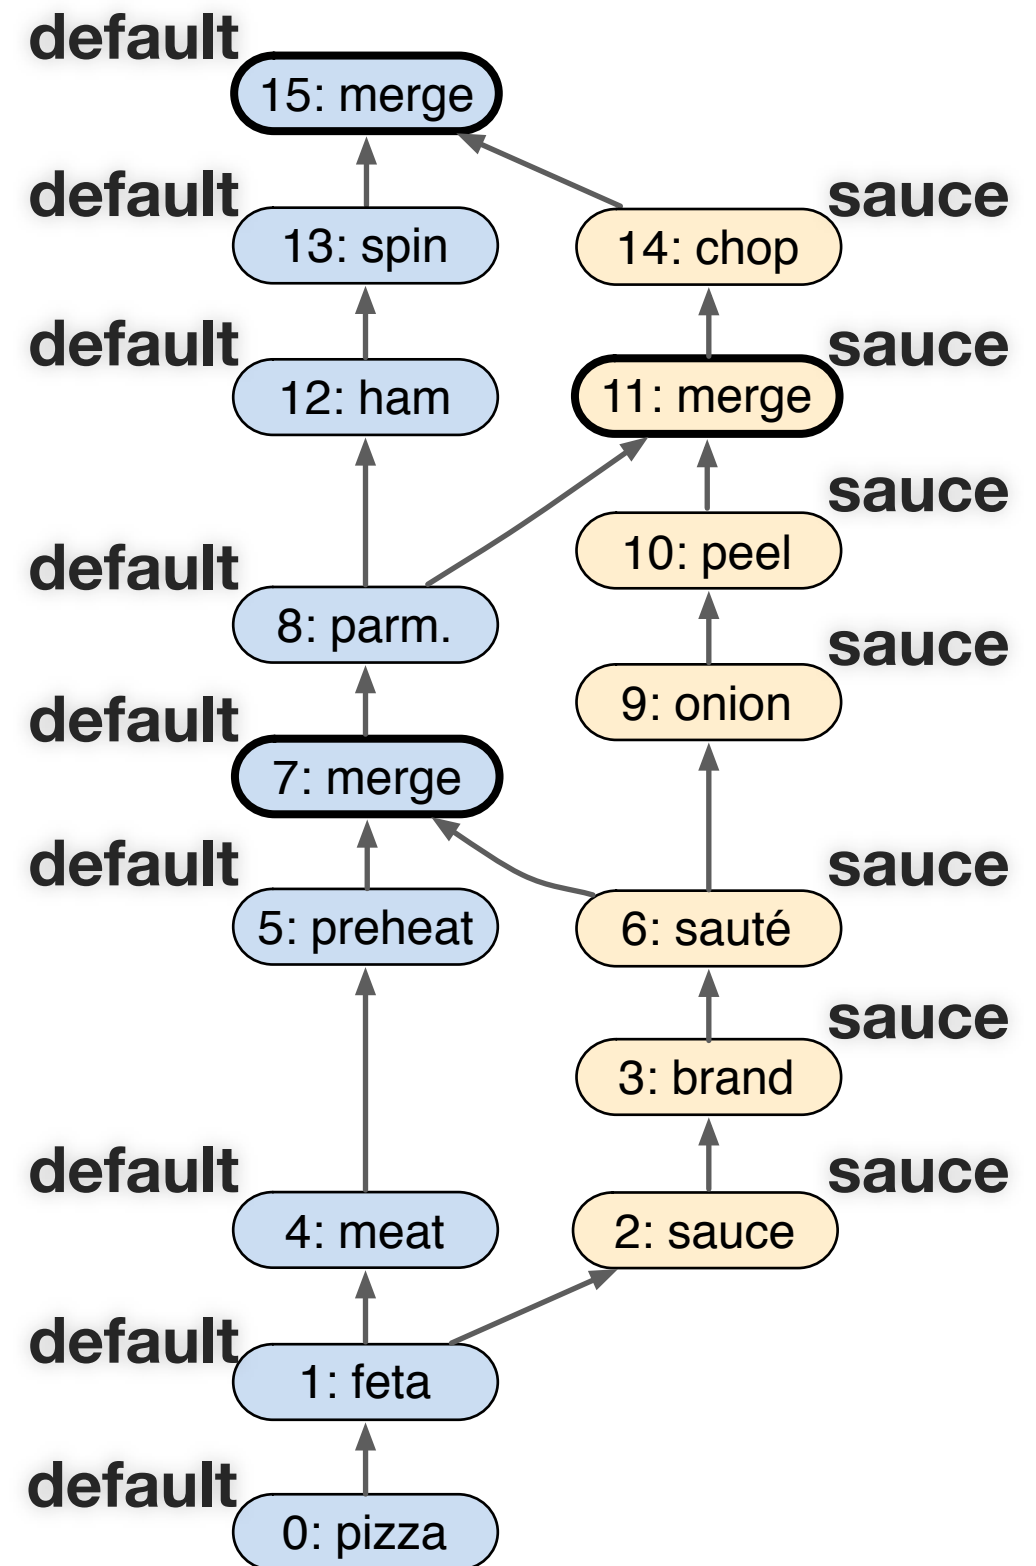 default
15: merge
default
13: spin
sauce
14: chop
default
12: ham
sauce
11: merge
sauce
10: peel
default
8: parm.
sauce
9: onion
default
7: merge
default
5: preheat
sauce
6: sauté
sauce
3: brand
default
4: meat
sauce
2: sauce
default
1: feta
default
0: pizza